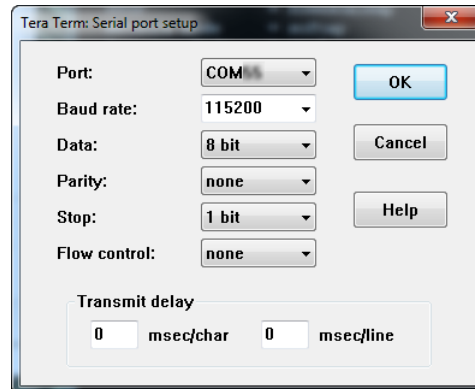 Tera Term: Serial port setup
Port: COM
OK
Baud rate: 115200
Data: 8 bit
Cancel
Parity: none
Stop: 1 bit
Help
Flow control: none
Transmit delay
0 msec/char 0 msec/line